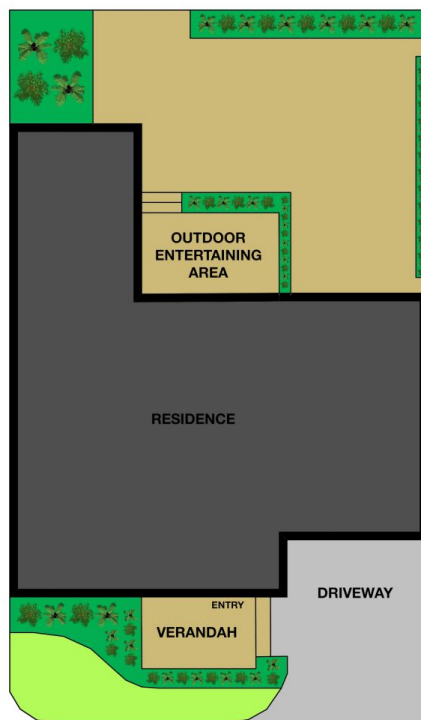 OUTDOOR
ENTERTAINING
AREA
RESIDENCE
DRIVEWAY
ENTRY
VERANDAH